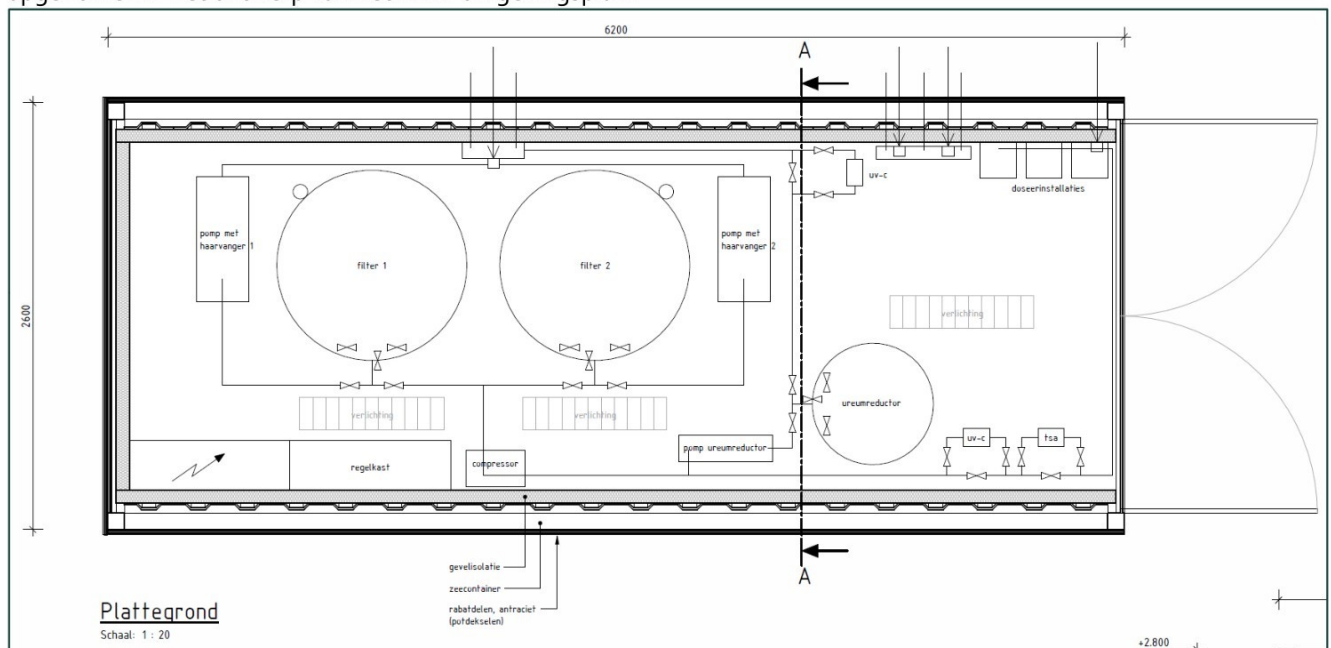 6200
A
2600
uv-c
doseerinstallaties
pomp met
haarvanger 1
filter 1
filter 2
pomp met
haarvanger 2
verlichting
verlichting
verlichting
ureumreductor
regelkast
compressor
pomp ureumreductor
uv-c
tsa
A
gevelisolatie
zeecontainer
rabatdelen, antraciet
(potdekselen)
Plattegrond
Schaal: 1 : 20
+2.800